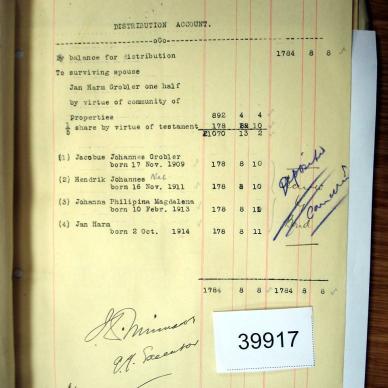 DISTRIBUTION ACCOUNT.
---oOo---
By balance for distribution 1784 8 8
To surviving spouse
Jan Harm Grobler one half
by virtue of community of
Properties 892 4 4
1/5 share by virtue of testament 178 8 10
£1070 13 2
(1) Jacobus Johannes Grobler
born 17 Nov. 1909 178 8 10
(2) Hendrik Johannes Nel
born 16 Nov. 1911 178 8 10
(3) Johanna Philipina Magdalena
born 10 Febr. 1913 178 8 11
(4) Jan Harm
born 2 Oct. 1914 178 8 11
1784 8 8 1784 8 8
39917